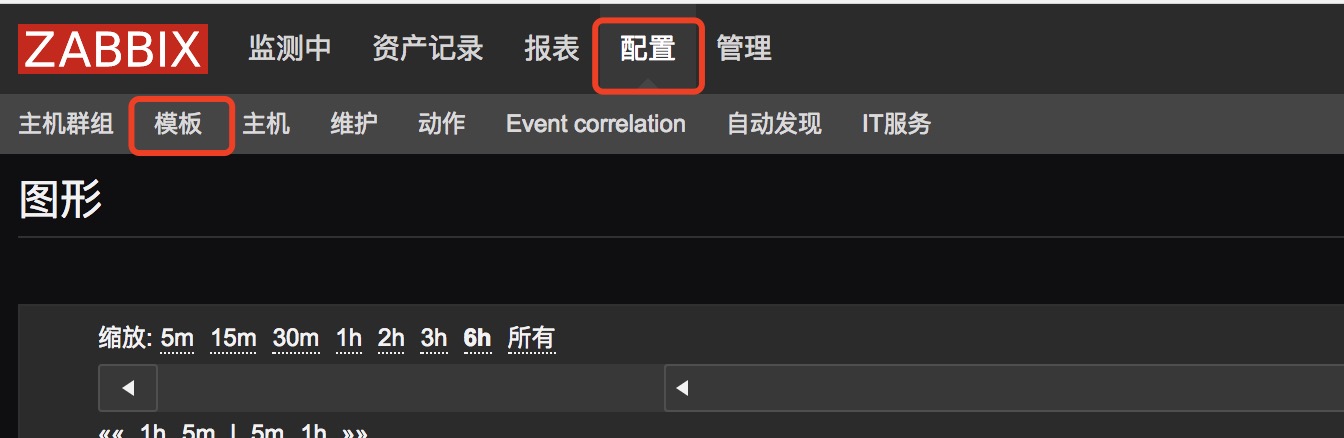 ZABBIX 监测中 资产记录 报表 配置 管理
主机群组 模板 主机 维护 动作 Event correlation 自动发现 IT服务
图形
缩放: 5m 15m 30m 1h 2h 3h 6h 所有
«« 1h 5m | 5m 1h »»